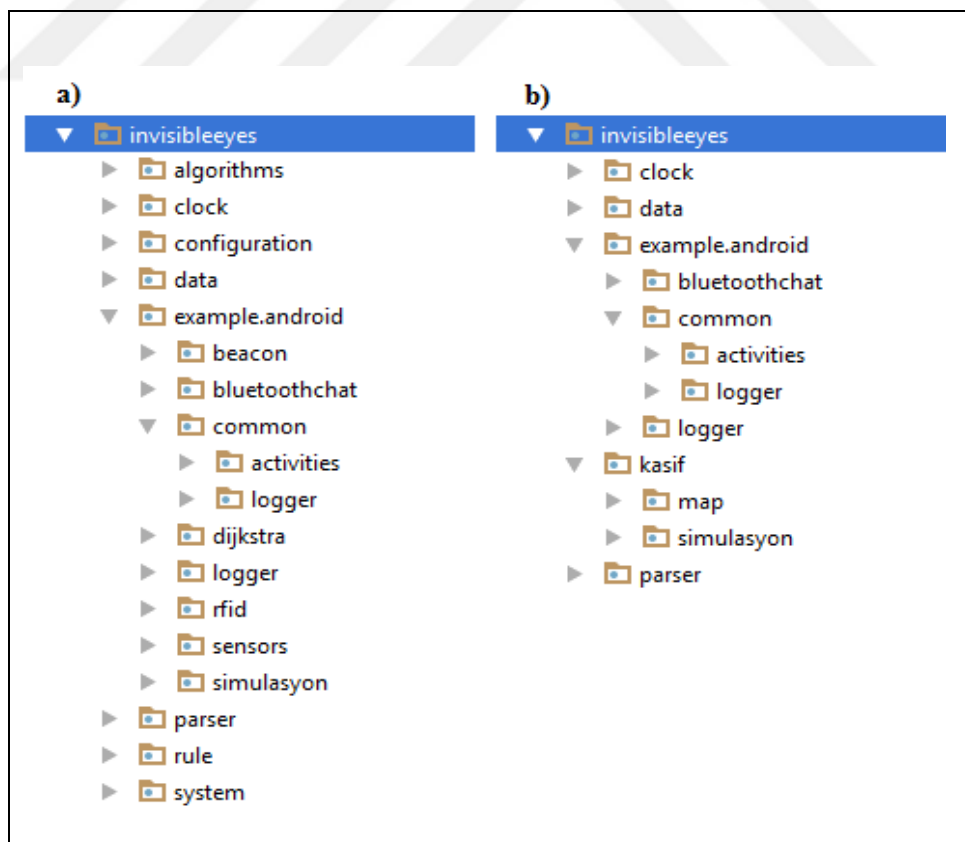 a)
invisibleeyes
algorithms
clock
configuration
data
example.android
beacon
bluetoothchat
common
activities
logger
dijkstra
logger
rfid
sensors
simulasyon
parser
rule
system
b)
invisibleeyes
clock
data
example.android
bluetoothchat
common
activities
logger
logger
kasif
map
simulasyon
parser